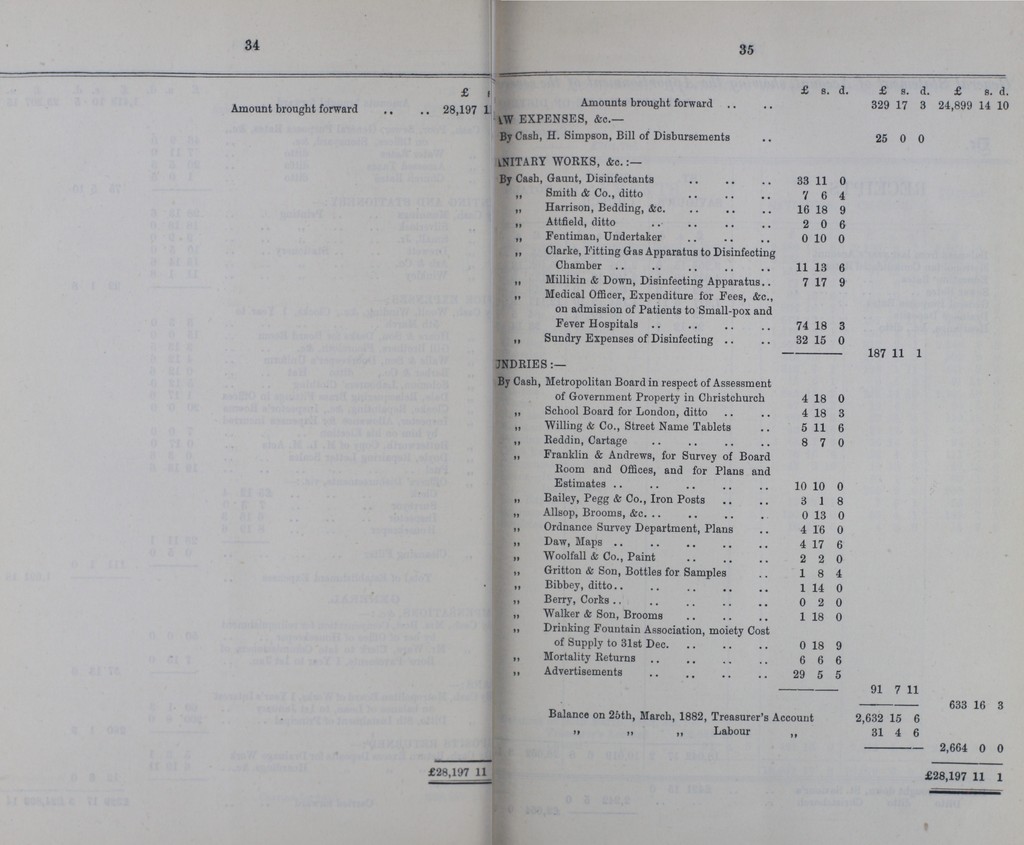 34
£
Amount brought forward .. .. 28,197 1
£28,197 11
35
£ s. d. £ s. d. £ s. d.
Amounts brought forward .. .. 329 17 3 24,899 14 10
AW EXPENSES, &c.—
By Cash, H. Simpson, Bill of Disbursements .. 25 0 0
NITARY WORKS, &c.:—
By Cash, Gaunt, Disinfectants .. .. .. 33 11 0
„ Smith & Co., ditto .. .. .. 7 6 4
„ Harrison, Bedding, &c. .. .. .. 16 18 9
„ Attfield, ditto .. .. .. .. 2 0 6
„ Fentiman, Undertaker .. .. .. 0 10 0
„ Clarke, Fitting Gas Apparatus to Disinfecting
Chamber .. .. .. .. .. 11 13 6
„ Millikin & Down, Disinfecting Apparatus.. 7 17 9
„ Medical Officer, Expenditure for Fees, &c.,
on admission of Patients to Small-pox and
Fever Hospitals .. .. .. .. 74 18 3
„ Sundry Expenses of Disinfecting .. .. 32 15 0
187 11 1
UNDRIES:—
By Cash, Metropolitan Board in respect of Assessment
of Government Property in Christchurch 4 18 0
„ School Board for London, ditto .. .. 4 18 3
„ Willing & Co., Street Name Tablets .. 5 11 6
„ Reddin, Cartage .. .. .. .. 8 7 0
„ Franklin & Andrews, for Survey of Board
Room and Offices, and for Plans and
Estimates .. .. .. .. .. 10 10 0
„ Bailey, Pegg & Co., Iron Posts .. .. 3 1 8
„ Allsop, Brooms, &c. .. .. .. .. 0 13 0
„ Ordnance Survey Department, Plans .. 4 16 0
„ Daw, Maps .. .. .. .. .. 4 17 6
„ Woolfall & Co., Paint .. .. .. 2 2 0
„ Gritton & Son, Bottles for Samples .. 1 8 4
„ Bibbey, ditto.. .. .. .. .. 1 14 0
„ Berry, Corks .. .. .. .. .. 0 2 0
„ Walker & Son, Brooms .. .. .. 1 18 0
„ Drinking Fountain Association, moiety Cost
of Supply to 31st Dec. .. .. .. 0 18 9
„ Mortality Returns .. .. .. .. 6 6 6
„ Advertisements .. .. .. .. 29 5 5
91 7 11
633 16 3
Balance on 25th, March, 1882, Treasurer's Account 2,632 15 6
„ „ „ Labour „ 31 4 6
2,664 0 0
£28,197 11 1